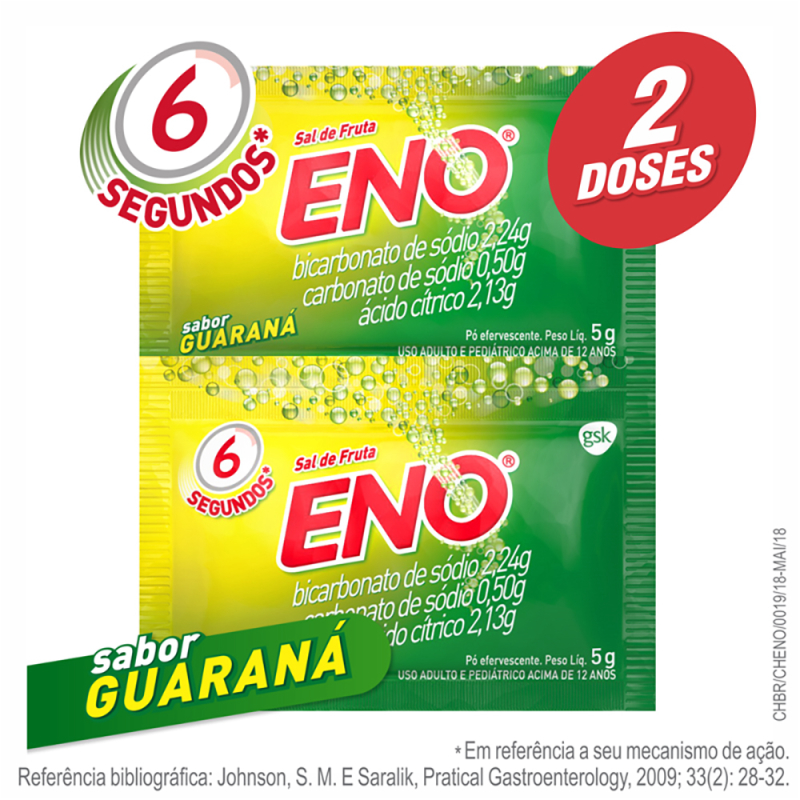 6
SEGUNDOS*
2
DOSES
Sal de Fruta
ENO®
bicarbonato de sódio 2,24g
carbonato de sódio 0,50g
ácido cítrico 2,13g
sabor
GUARANÁ
Pó efervescente. Peso Líq. 5g
USO ADULTO E PEDIÁTRICO ACIMA DE 12 ANOS
6
SEGUNDOS*
gsk
Sal de Fruta
ENO®
bicarbonato de sódio 2,24g
carbonato de sódio 0,50g
do cítrico 2,13g
Pó efervescente. Peso Líq. 5g
USO ADULTO E PEDIÁTRICO ACIMA DE 12 ANOS
sabor
GUARANÁ
CHBR/CHENO/0019/18-MAI/18
*Em referência a seu mecanismo de ação.
Referência bibliográfica: Johnson, S. M. E Saralik, Pratical Gastroenterology, 2009; 33(2): 28-32.